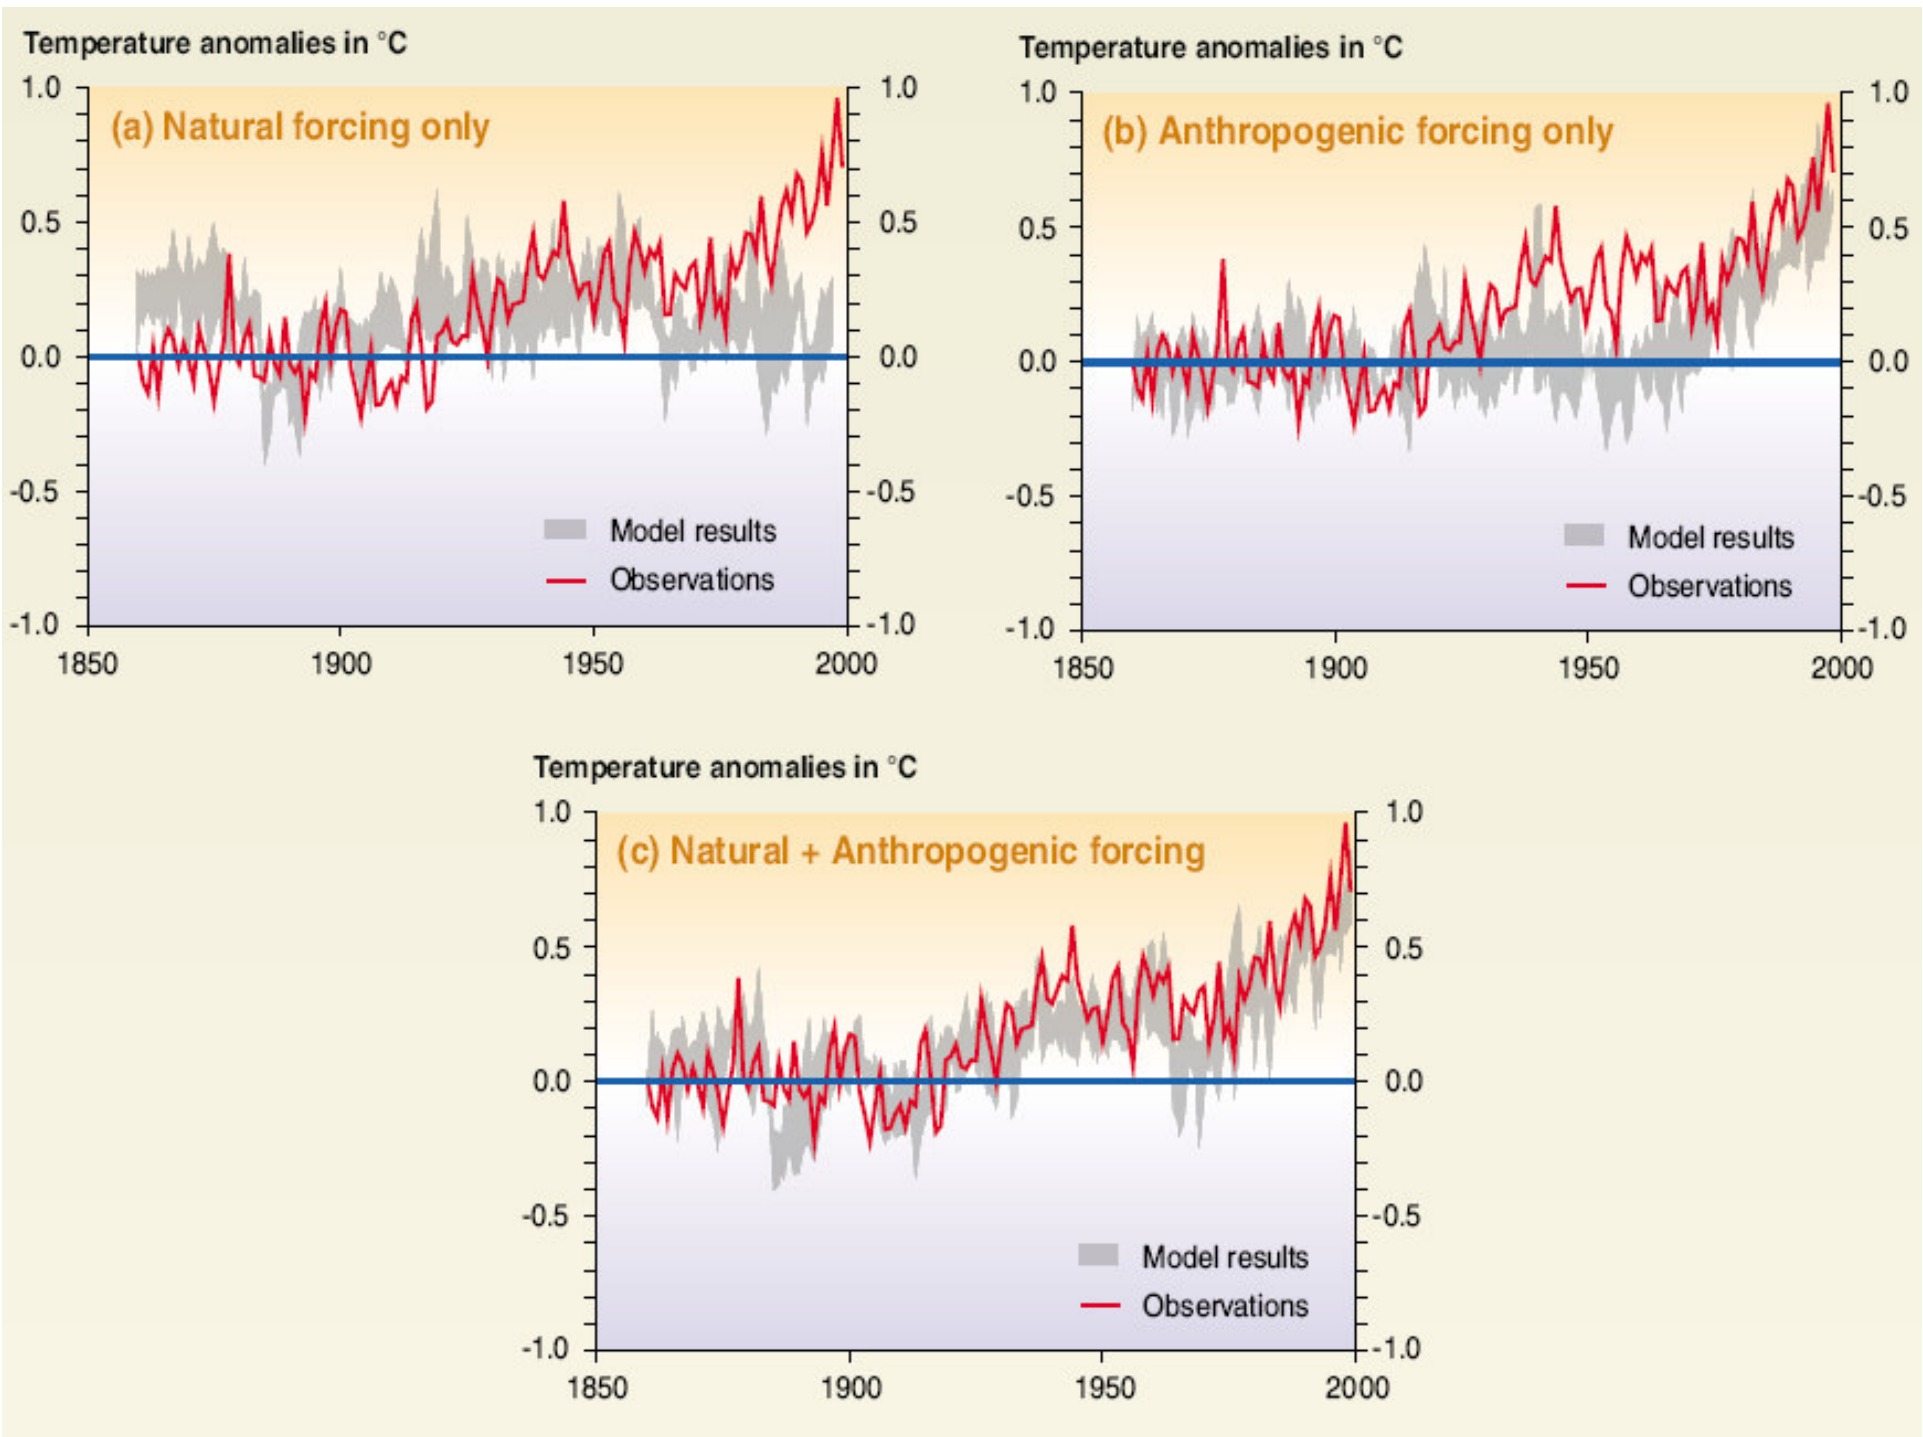 Temperature anomalies in °C
1.0 1.0
(a) Natural forcing only
0.5 0.5
0.0 0.0
-0.5 -0.5
Model results
Observations
-1.0 -1.0
1850 1900 1950 2000
Temperature anomalies in °C
1.0 1.0
(b) Anthropogenic forcing only
0.5 0.5
0.0 0.0
-0.5 -0.5
Model results
Observations
-1.0 -1.0
1850 1900 1950 2000
Temperature anomalies in °C
1.0 1.0
(c) Natural + Anthropogenic forcing
0.5 0.5
0.0 0.0
-0.5 -0.5
Model results
Observations
-1.0 -1.0
1850 1900 1950 2000